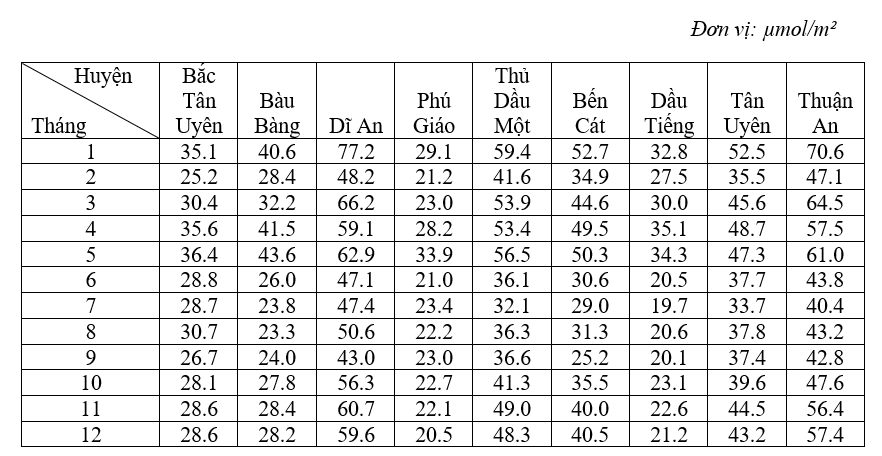 Đơn vị: µmol/m²
Huyện Tháng Bắc Tân Uyên Bàu Bàng Dĩ An Phú Giáo Thủ Dầu Một Bến Cát Dầu Tiếng Tân Uyên Thuận An
1 35.1 40.6 77.2 29.1 59.4 52.7 32.8 52.5 70.6
2 25.2 28.4 48.2 21.2 41.6 34.9 27.5 35.5 47.1
3 30.4 32.2 66.2 23.0 53.9 44.6 30.0 45.6 64.5
4 35.6 41.5 59.1 28.2 53.4 49.5 35.1 48.7 57.5
5 36.4 43.6 62.9 33.9 56.5 50.3 34.3 47.3 61.0
6 28.8 26.0 47.1 21.0 36.1 30.6 20.5 37.7 43.8
7 28.7 23.8 47.4 23.4 32.1 29.0 19.7 33.7 40.4
8 30.7 23.3 50.6 22.2 36.3 31.3 20.6 37.8 43.2
9 26.7 24.0 43.0 23.0 36.6 25.2 20.1 37.4 42.8
10 28.1 27.8 56.3 22.7 41.3 35.5 23.1 39.6 47.6
11 28.6 28.4 60.7 22.1 49.0 40.0 22.6 44.5 56.4
12 28.6 28.2 59.6 20.5 48.3 40.5 21.2 43.2 57.4